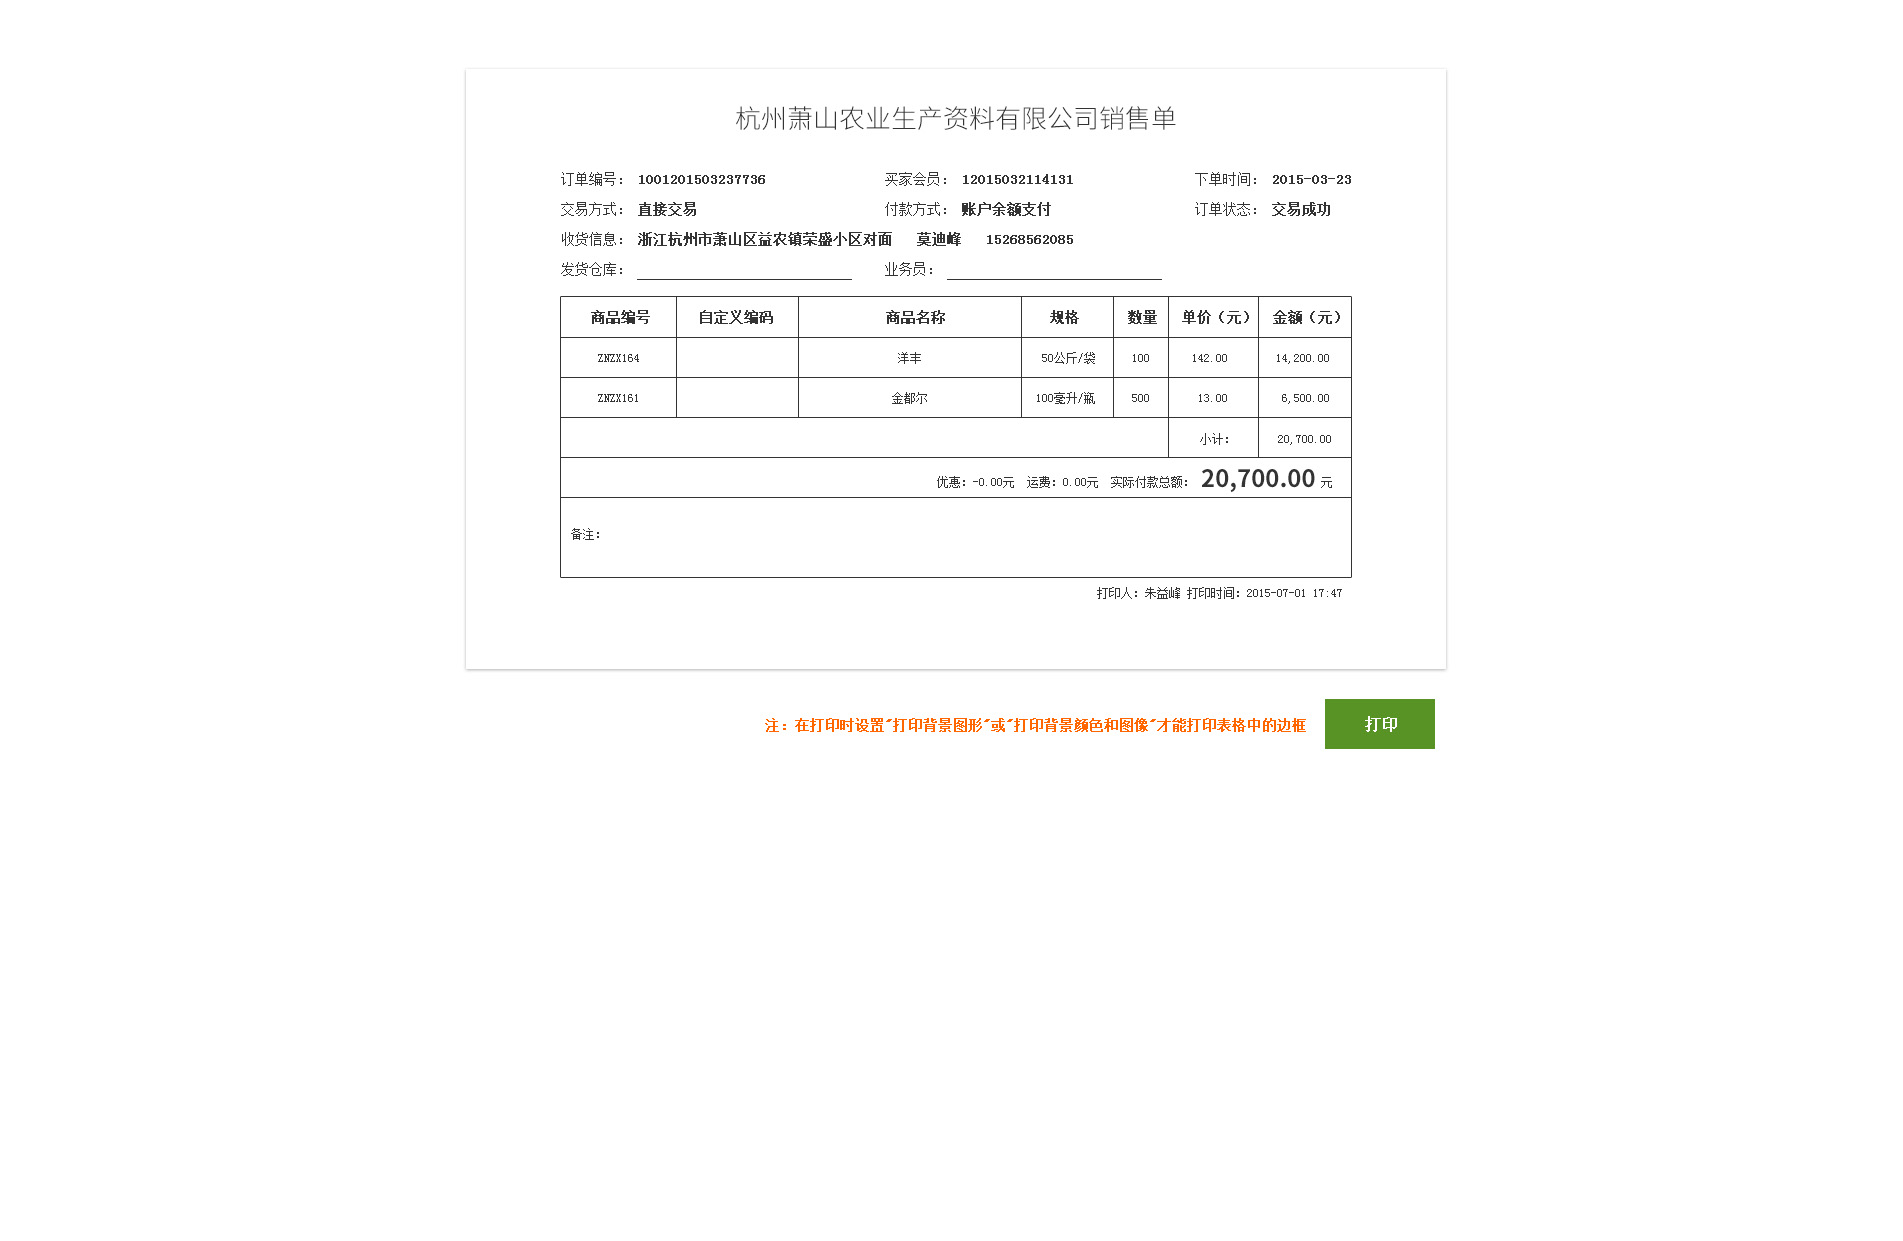 杭州萧山农业生产资料有限公司销售单
订单编号： 1001201503237736 买家会员： 12015032114131 下单时间： 2015-03-23
交易方式： 直接交易 付款方式： 账户余额支付 订单状态： 交易成功
收货信息： 浙江杭州市萧山区益农镇荣盛小区对面 莫迪峰 15268562085
发货仓库： 业务员：
商品编号 自定义编码 商品名称 规格 数量 单价（元） 金额（元）
ZNZX164 洋丰 50公斤/袋 100 142.00 14,200.00
ZNZX161 金都尔 100毫升/瓶 500 13.00 6,500.00
小计： 20,700.00
优惠：-0.00元 运费：0.00元 实际付款总额： 20,700.00 元
备注：
打印人：朱益峰 打印时间：2015-07-01 17:47
注：在打印时设置"打印背景图形"或"打印背景颜色和图像"才能打印表格中的边框 打印